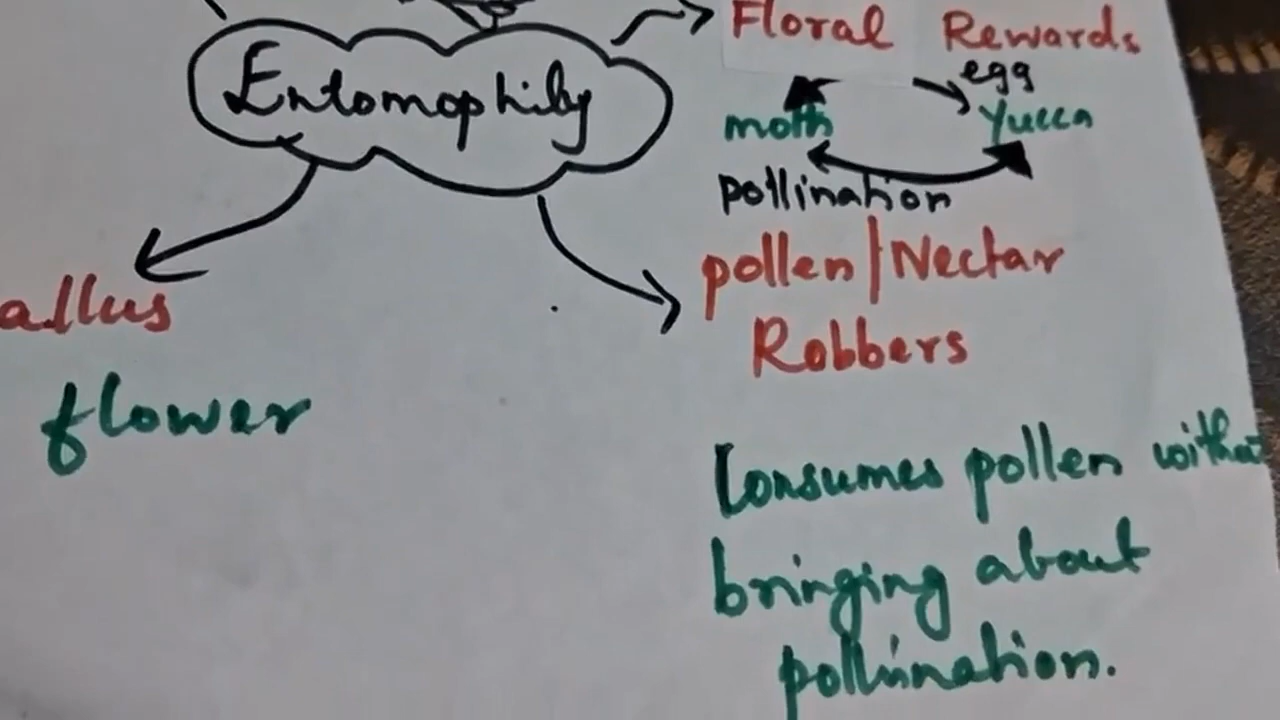 Floral Rewards
egg
Entomophily
moth Yucca
pollination
pollen/Nectar
Robbers
allus
flower
Consumes pollen without
bringing about
pollination.